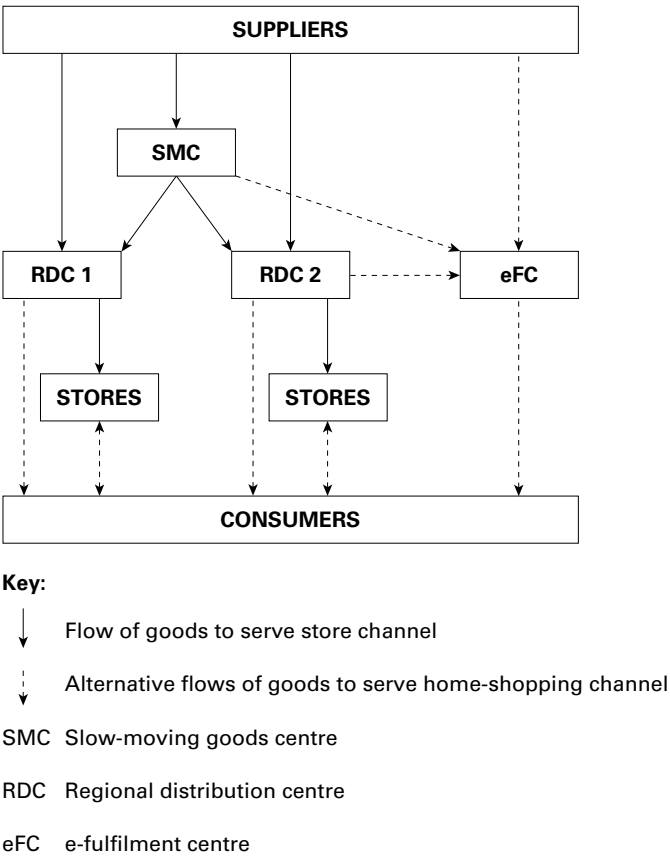 SUPPLIERS
SMC
RDC 1
RDC 2
eFC
STORES
STORES
CONSUMERS
Key:
Flow of goods to serve store channel
Alternative flows of goods to serve home-shopping channel
SMC Slow-moving goods centre
RDC Regional distribution centre
eFC e-fulfilment centre